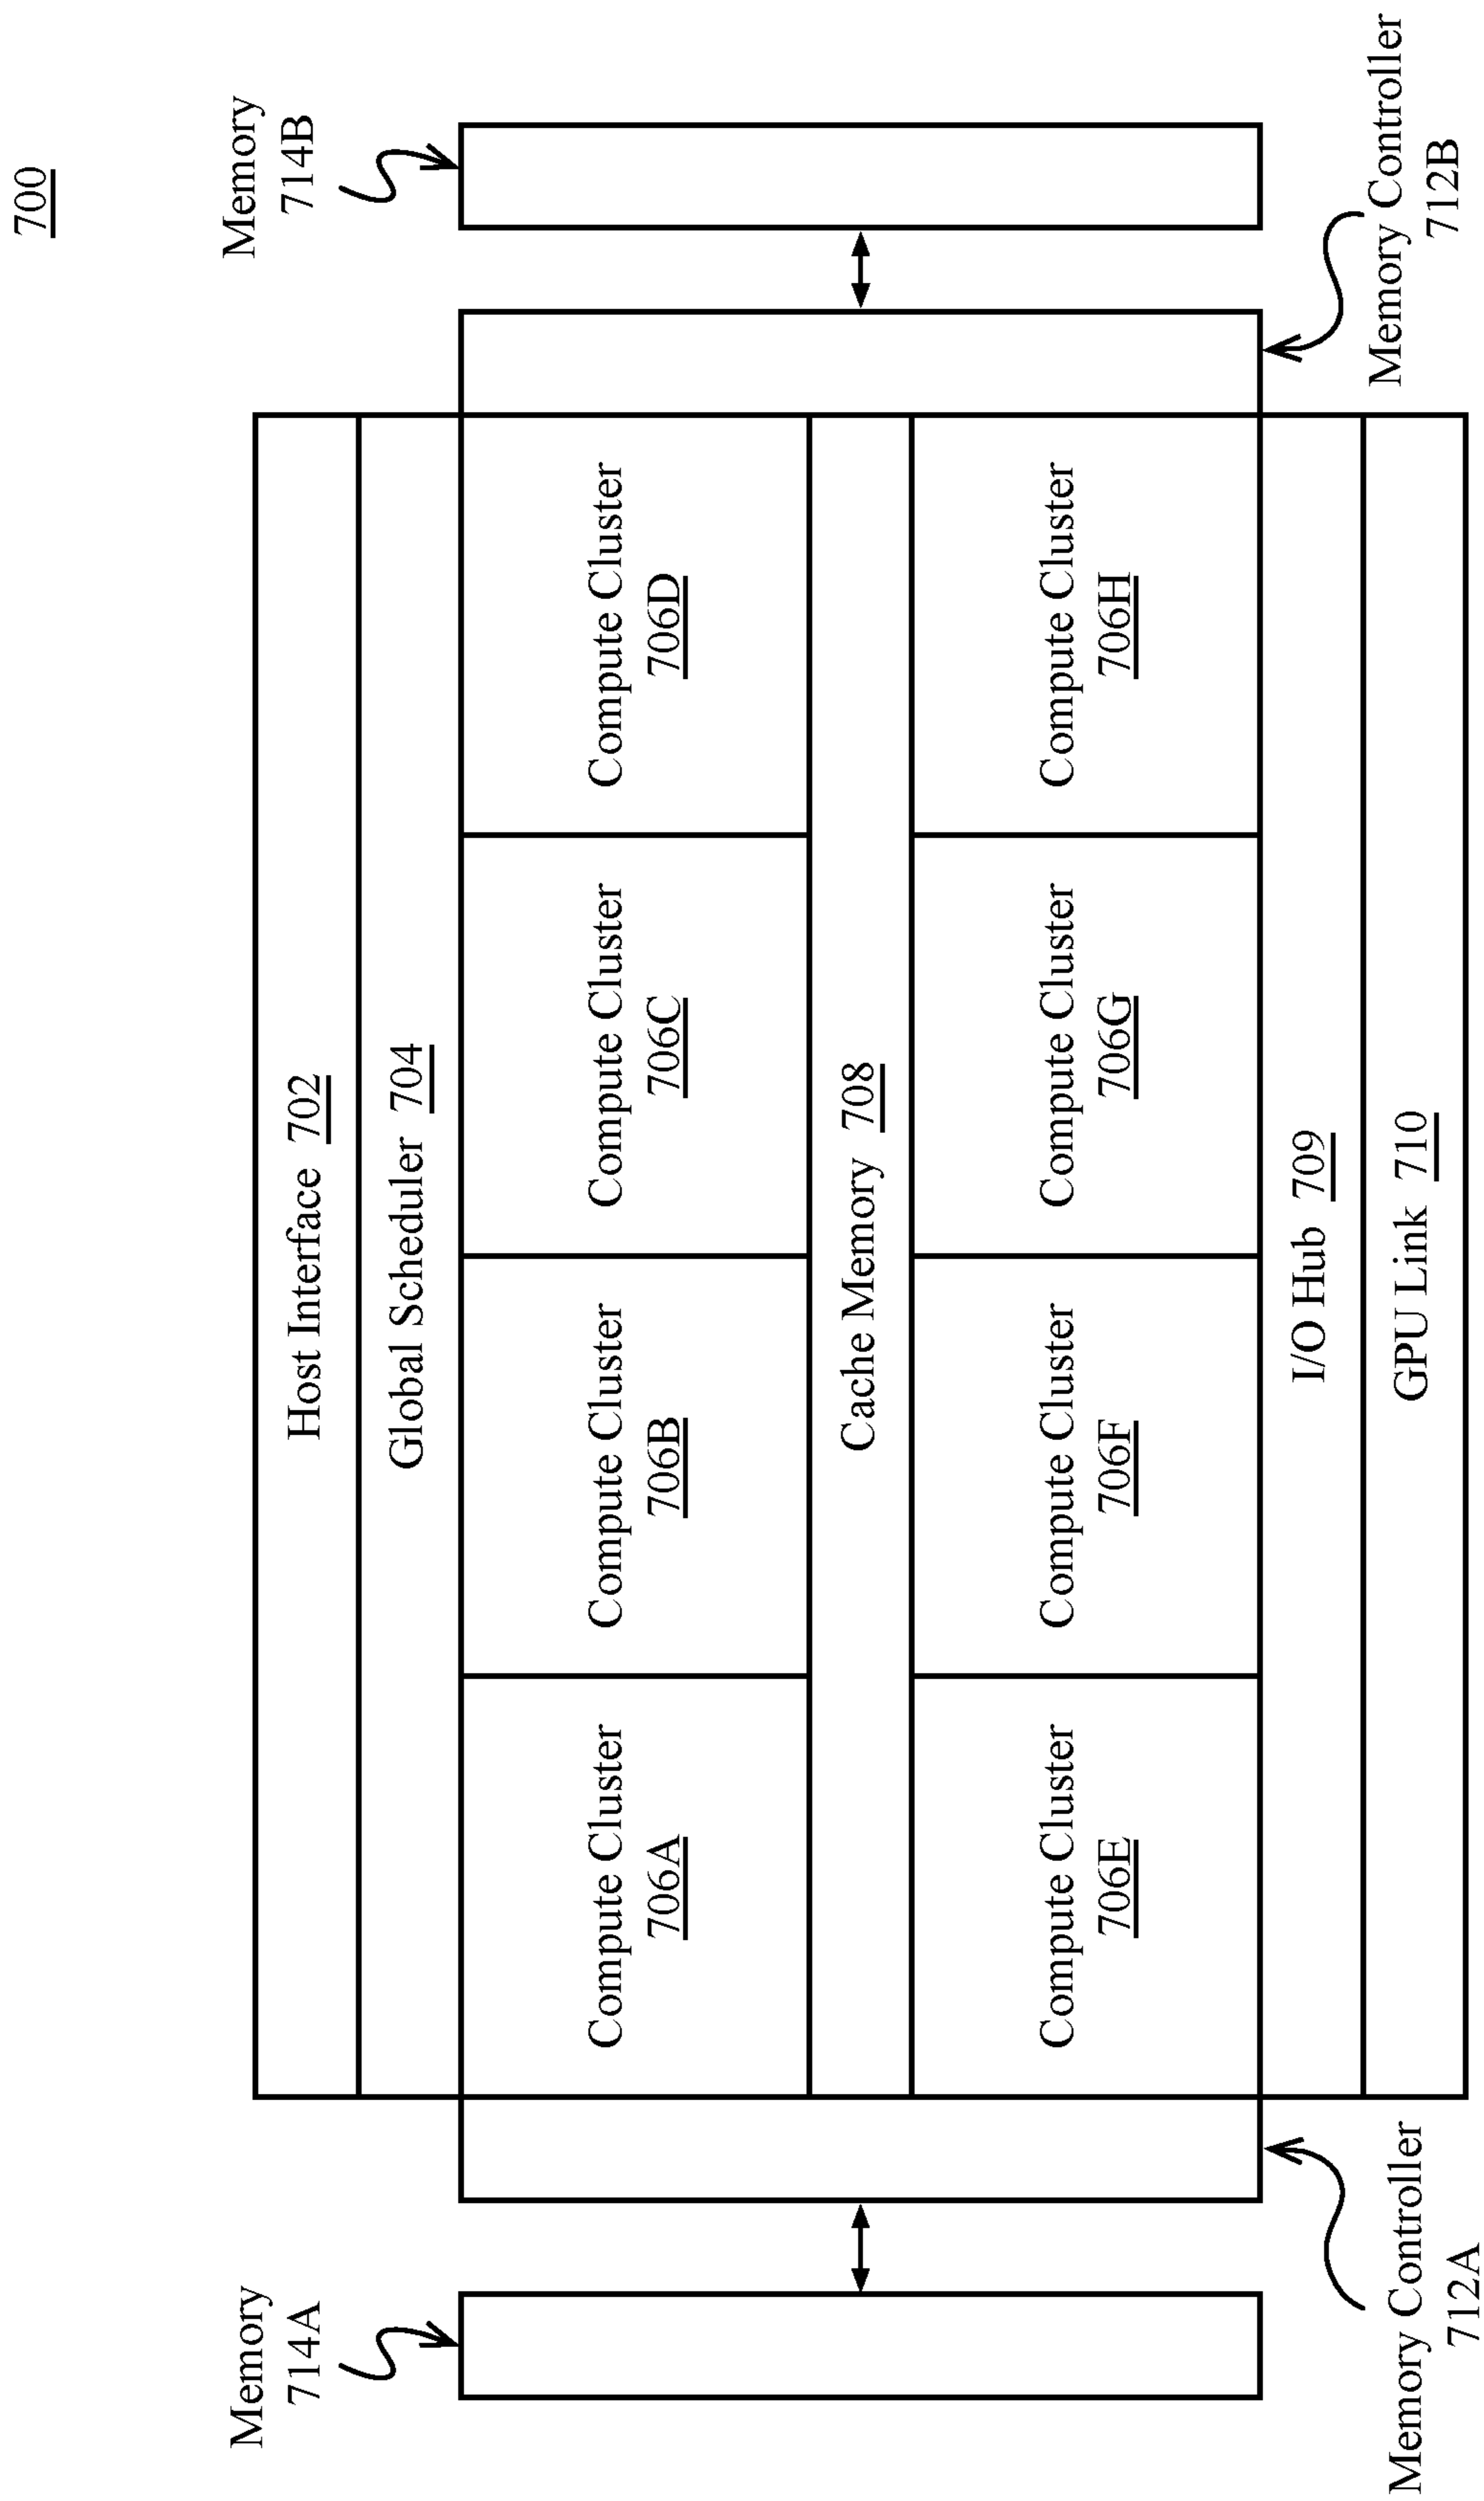 700
Memory
714A
Memory
714B
Host Interface 702
Global Scheduler 704
Compute Cluster
706A
Compute Cluster
706B
Compute Cluster
706C
Compute Cluster
706D
Cache Memory 708
Compute Cluster
706E
Compute Cluster
706F
Compute Cluster
706G
Compute Cluster
706H
I/O Hub 709
GPU Link 710
Memory Controller
712A
Memory Controller
712B